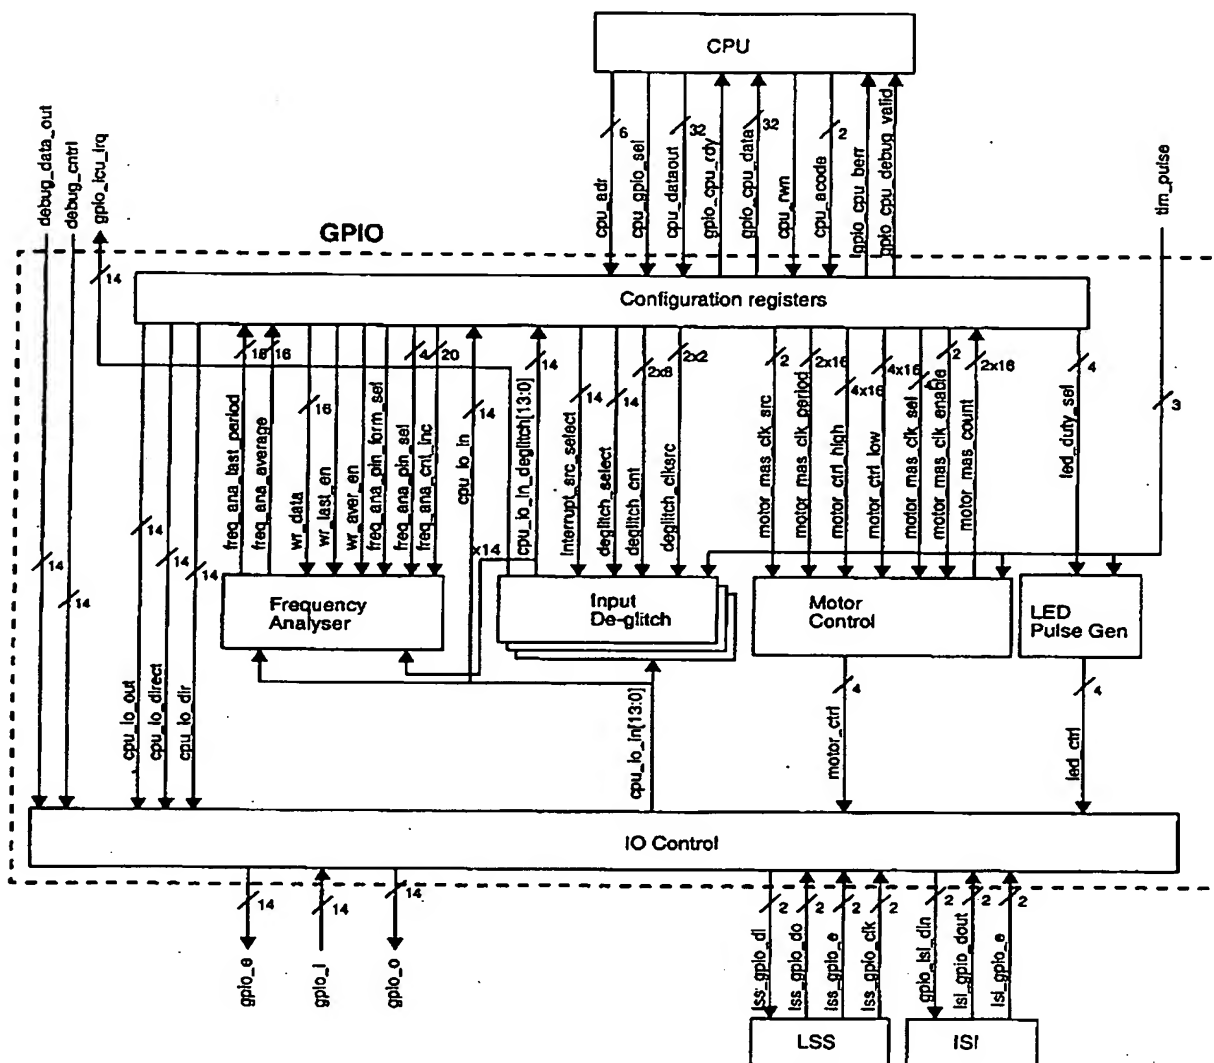 CPU
6
32
32
2
cpu_adr
cpu_gpio_sel
cpu_dataout
gpio_cpu_rdy
gpio_cpu_data
cpu_rwn
cpu_acode
gpio_cpu_berr
gpio_cpu_debug_valid
debug_data_out
debug_cntrl
gpio_icu_irq
tim_pulse
GPIO
14
3
Configuration registers
16
16
16
4
20
14
14
14
14
2x8
2x2
2
2x16
4x16
4x16
4
2
2x16
4
freq_ana_last_period
freq_ana_average
wr_data
wr_last_en
wr_aver_en
freq_ana_pin_form_sel
freq_ana_pin_sel
freq_ana_cnt_inc
cpu_io_in
x14
cpu_io_in_deglitch[13:0]
interrupt_src_select
deglitch_select
deglitch_cnt
deglitch_clksrc
motor_mas_clk_src
motor_mas_clk_period
motor_ctrl_high
motor_ctrl_low
motor_mas_clk_sel
motor_mas_clk_enable
motor_mas_count
led_duty_sel
14
14
14
14
14
Frequency
Analyser
Input
De-glitch
Motor
Control
LED
Pulse Gen
cpu_io_out
cpu_io_direct
cpu_io_dir
cpu_io_in[13:0]
4
motor_ctrl
4
led_ctrl
IO Control
14
14
14
2
2
2
2
2
2
2
gpio_e
gpio_i
gpio_o
lss_gpio_di
lss_gpio_do
lss_gpio_e
lss_gpio_clk
gpio_isi_din
isi_gpio_dout
isi_gpio_e
LSS
ISI